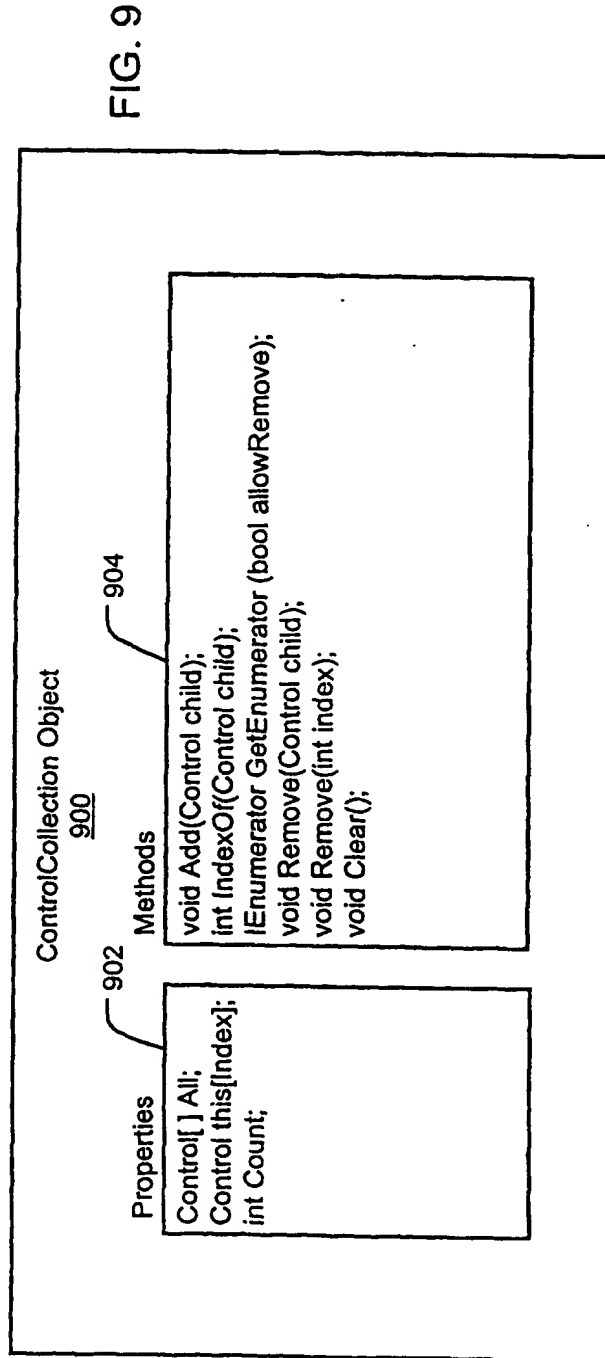 FIG. 9
ControlCollection Object
900
Properties
902
Control[ ] All;
Control this[Index];
int Count;
Methods
904
void Add(Control child);
int IndexOf(Control child);
IEnumerator GetEnumerator (bool allowRemove);
void Remove(Control child);
void Remove(int index);
void Clear();